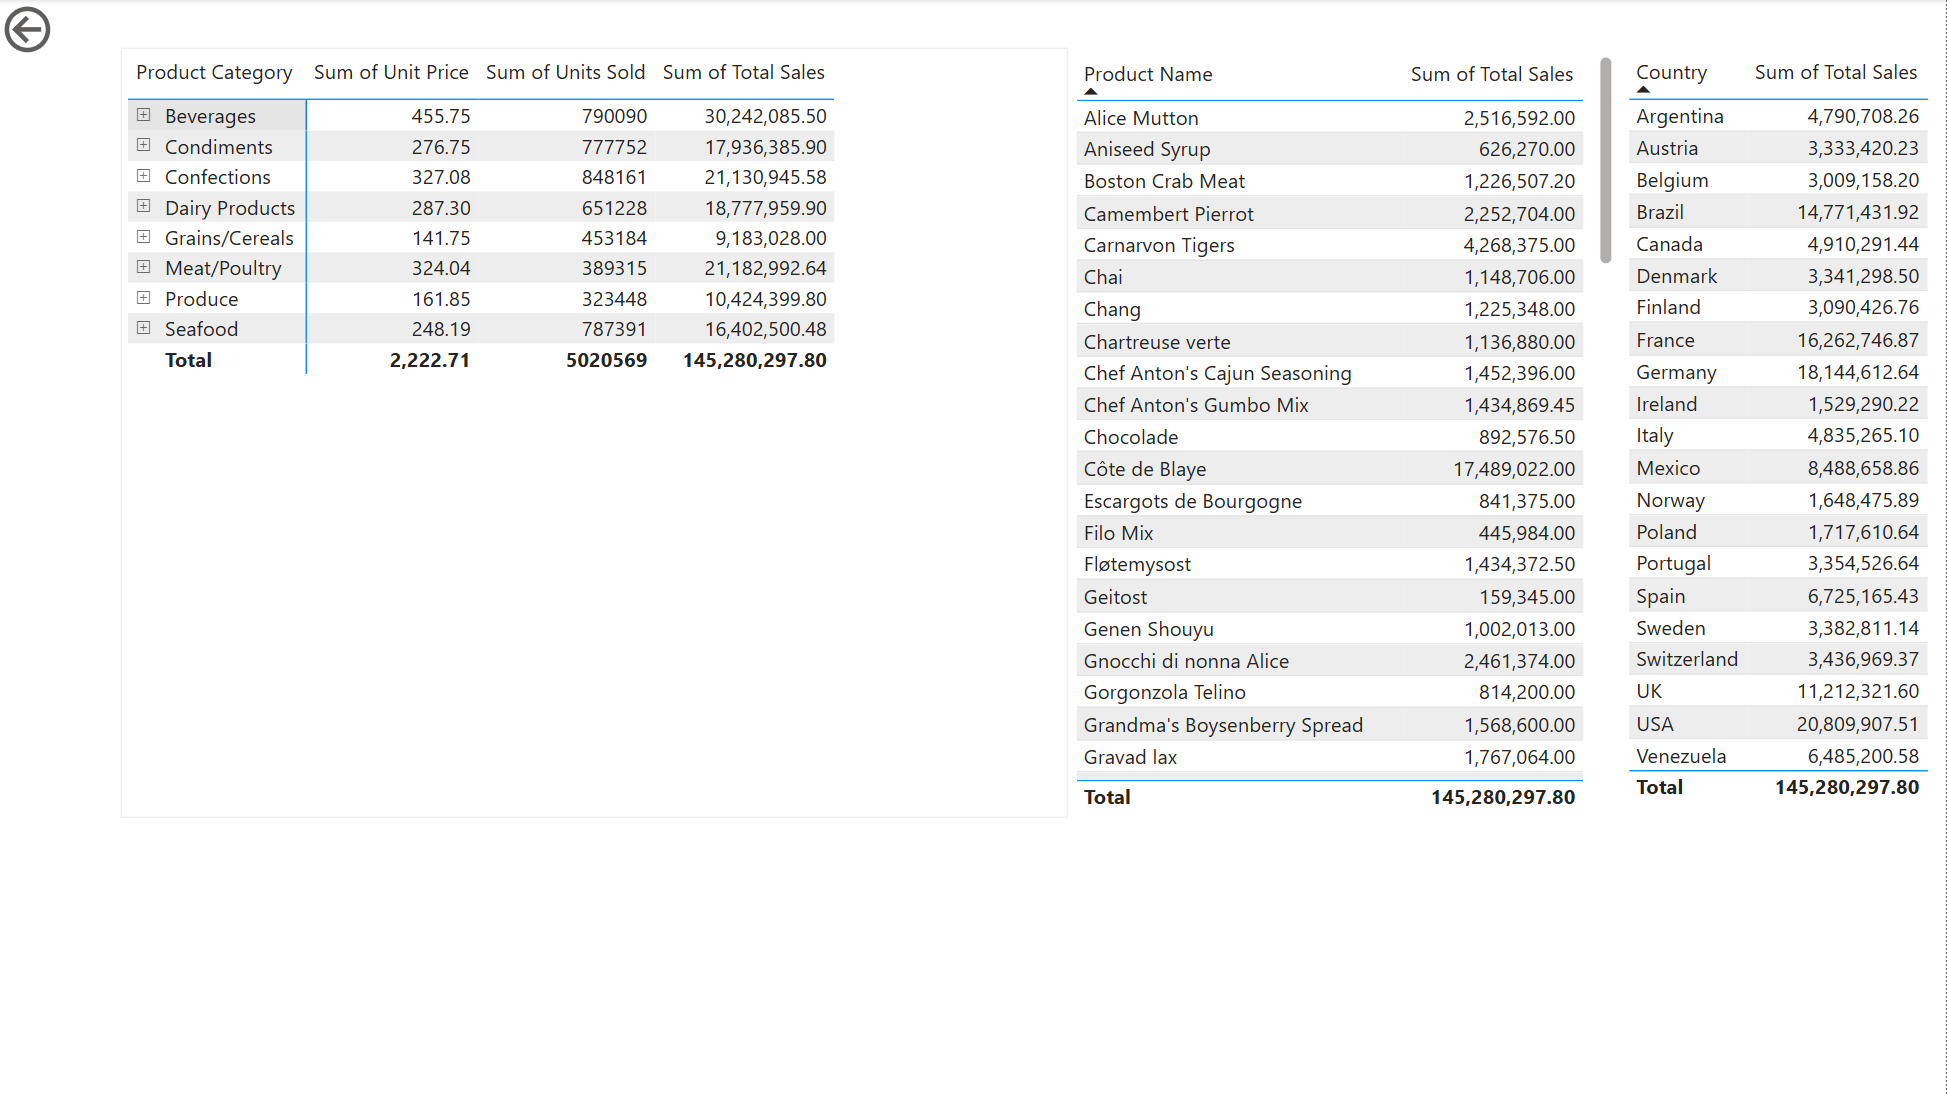 Product Category Sum of Unit Price Sum of Units Sold Sum of Total Sales
Beverages 455.75 790090 30,242,085.50
Condiments 276.75 777752 17,936,385.90
Confections 327.08 848161 21,130,945.58
Dairy Products 287.30 651228 18,777,959.90
Grains/Cereals 141.75 453184 9,183,028.00
Meat/Poultry 324.04 389315 21,182,992.64
Produce 161.85 323448 10,424,399.80
Seafood 248.19 787391 16,402,500.48
Total 2,222.71 5020569 145,280,297.80
Product Name Sum of Total Sales
Alice Mutton 2,516,592.00
Aniseed Syrup 626,270.00
Boston Crab Meat 1,226,507.20
Camembert Pierrot 2,252,704.00
Carnarvon Tigers 4,268,375.00
Chai 1,148,706.00
Chang 1,225,348.00
Chartreuse verte 1,136,880.00
Chef Anton's Cajun Seasoning 1,452,396.00
Chef Anton's Gumbo Mix 1,434,869.45
Chocolade 892,576.50
Côte de Blaye 17,489,022.00
Escargots de Bourgogne 841,375.00
Filo Mix 445,984.00
Fløtemysost 1,434,372.50
Geitost 159,345.00
Genen Shouyu 1,002,013.00
Gnocchi di nonna Alice 2,461,374.00
Gorgonzola Telino 814,200.00
Grandma's Boysenberry Spread 1,568,600.00
Gravad lax 1,767,064.00
Total 145,280,297.80
Country Sum of Total Sales
Argentina 4,790,708.26
Austria 3,333,420.23
Belgium 3,009,158.20
Brazil 14,771,431.92
Canada 4,910,291.44
Denmark 3,341,298.50
Finland 3,090,426.76
France 16,262,746.87
Germany 18,144,612.64
Ireland 1,529,290.22
Italy 4,835,265.10
Mexico 8,488,658.86
Norway 1,648,475.89
Poland 1,717,610.64
Portugal 3,354,526.64
Spain 6,725,165.43
Sweden 3,382,811.14
Switzerland 3,436,969.37
UK 11,212,321.60
USA 20,809,907.51
Venezuela 6,485,200.58
Total 145,280,297.80